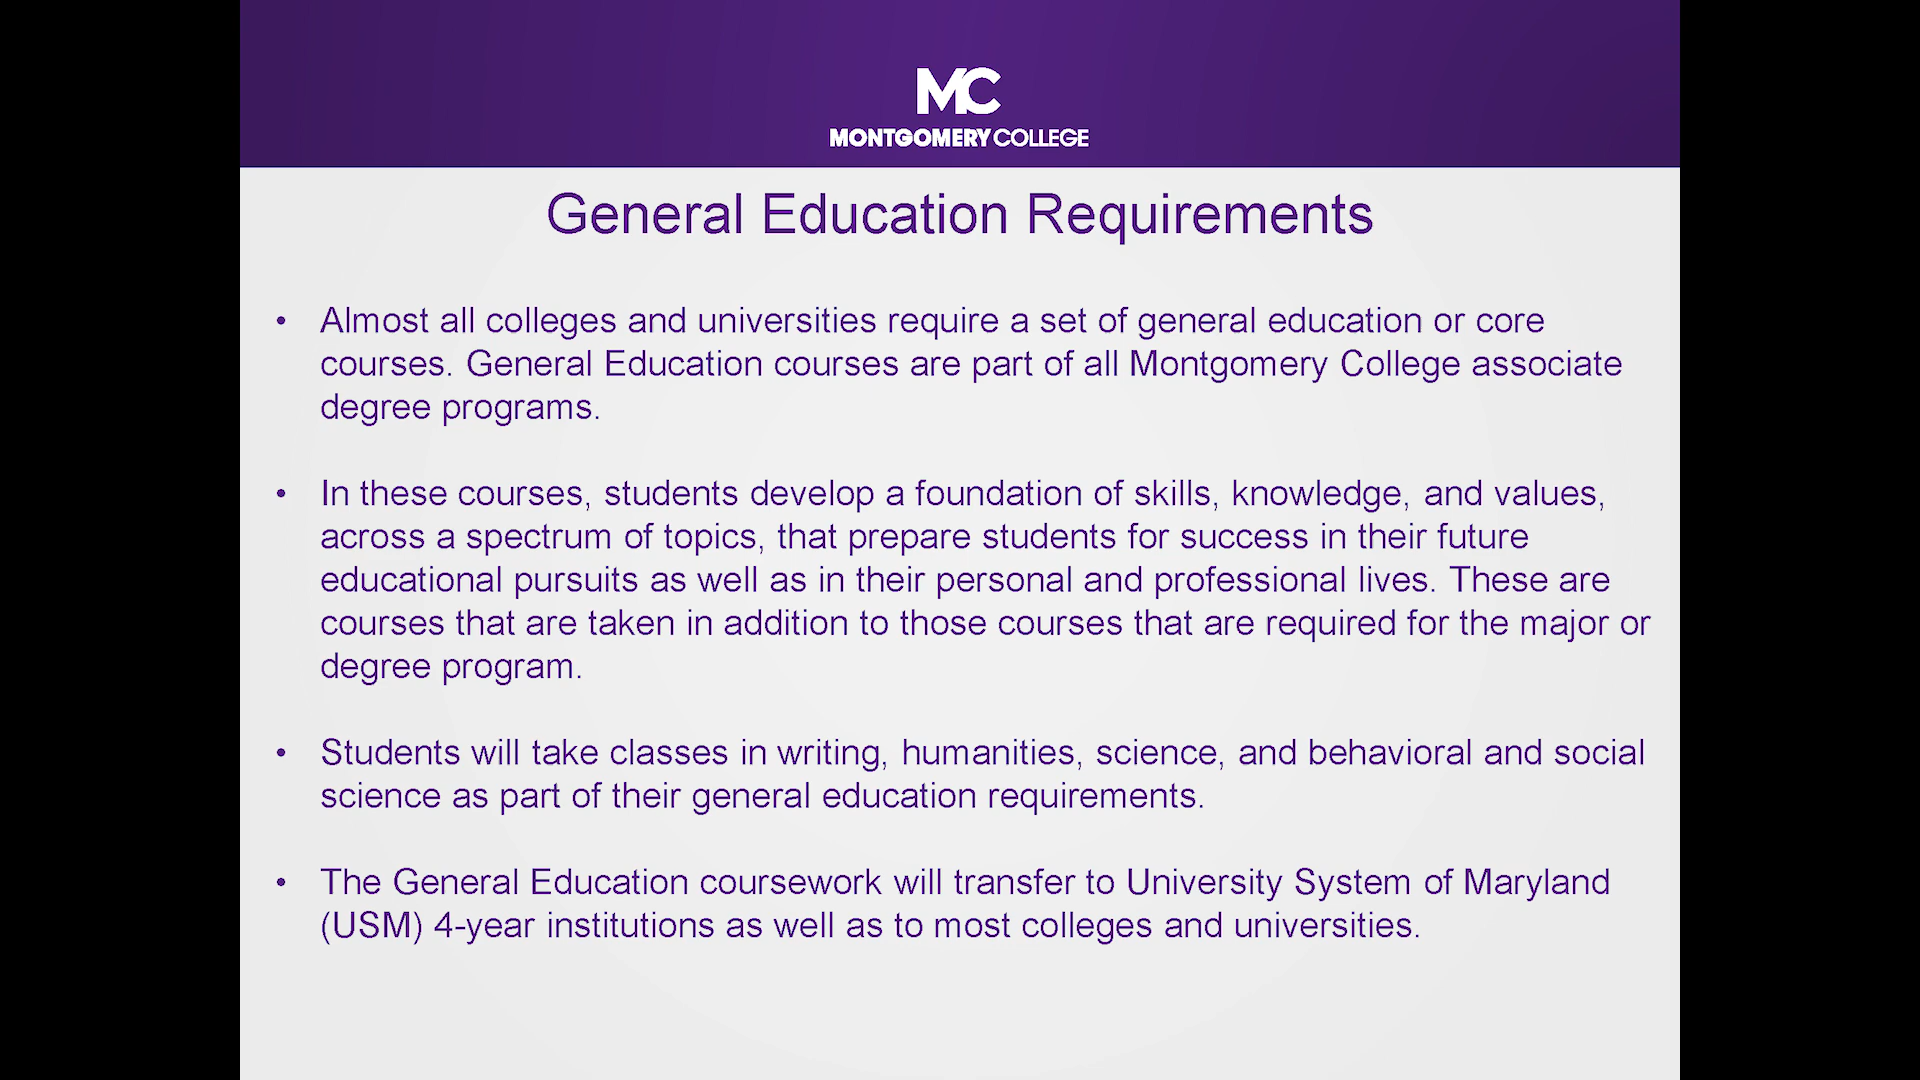 MC
MONTGOMERY COLLEGE
General Education Requirements
• Almost all colleges and universities require a set of general education or core
courses. General Education courses are part of all Montgomery College associate
degree programs.
• In these courses, students develop a foundation of skills, knowledge, and values,
across a spectrum of topics, that prepare students for success in their future
educational pursuits as well as in their personal and professional lives. These are
courses that are taken in addition to those courses that are required for the major or
degree program.
• Students will take classes in writing, humanities, science, and behavioral and social
science as part of their general education requirements.
• The General Education coursework will transfer to University System of Maryland
(USM) 4-year institutions as well as to most colleges and universities.